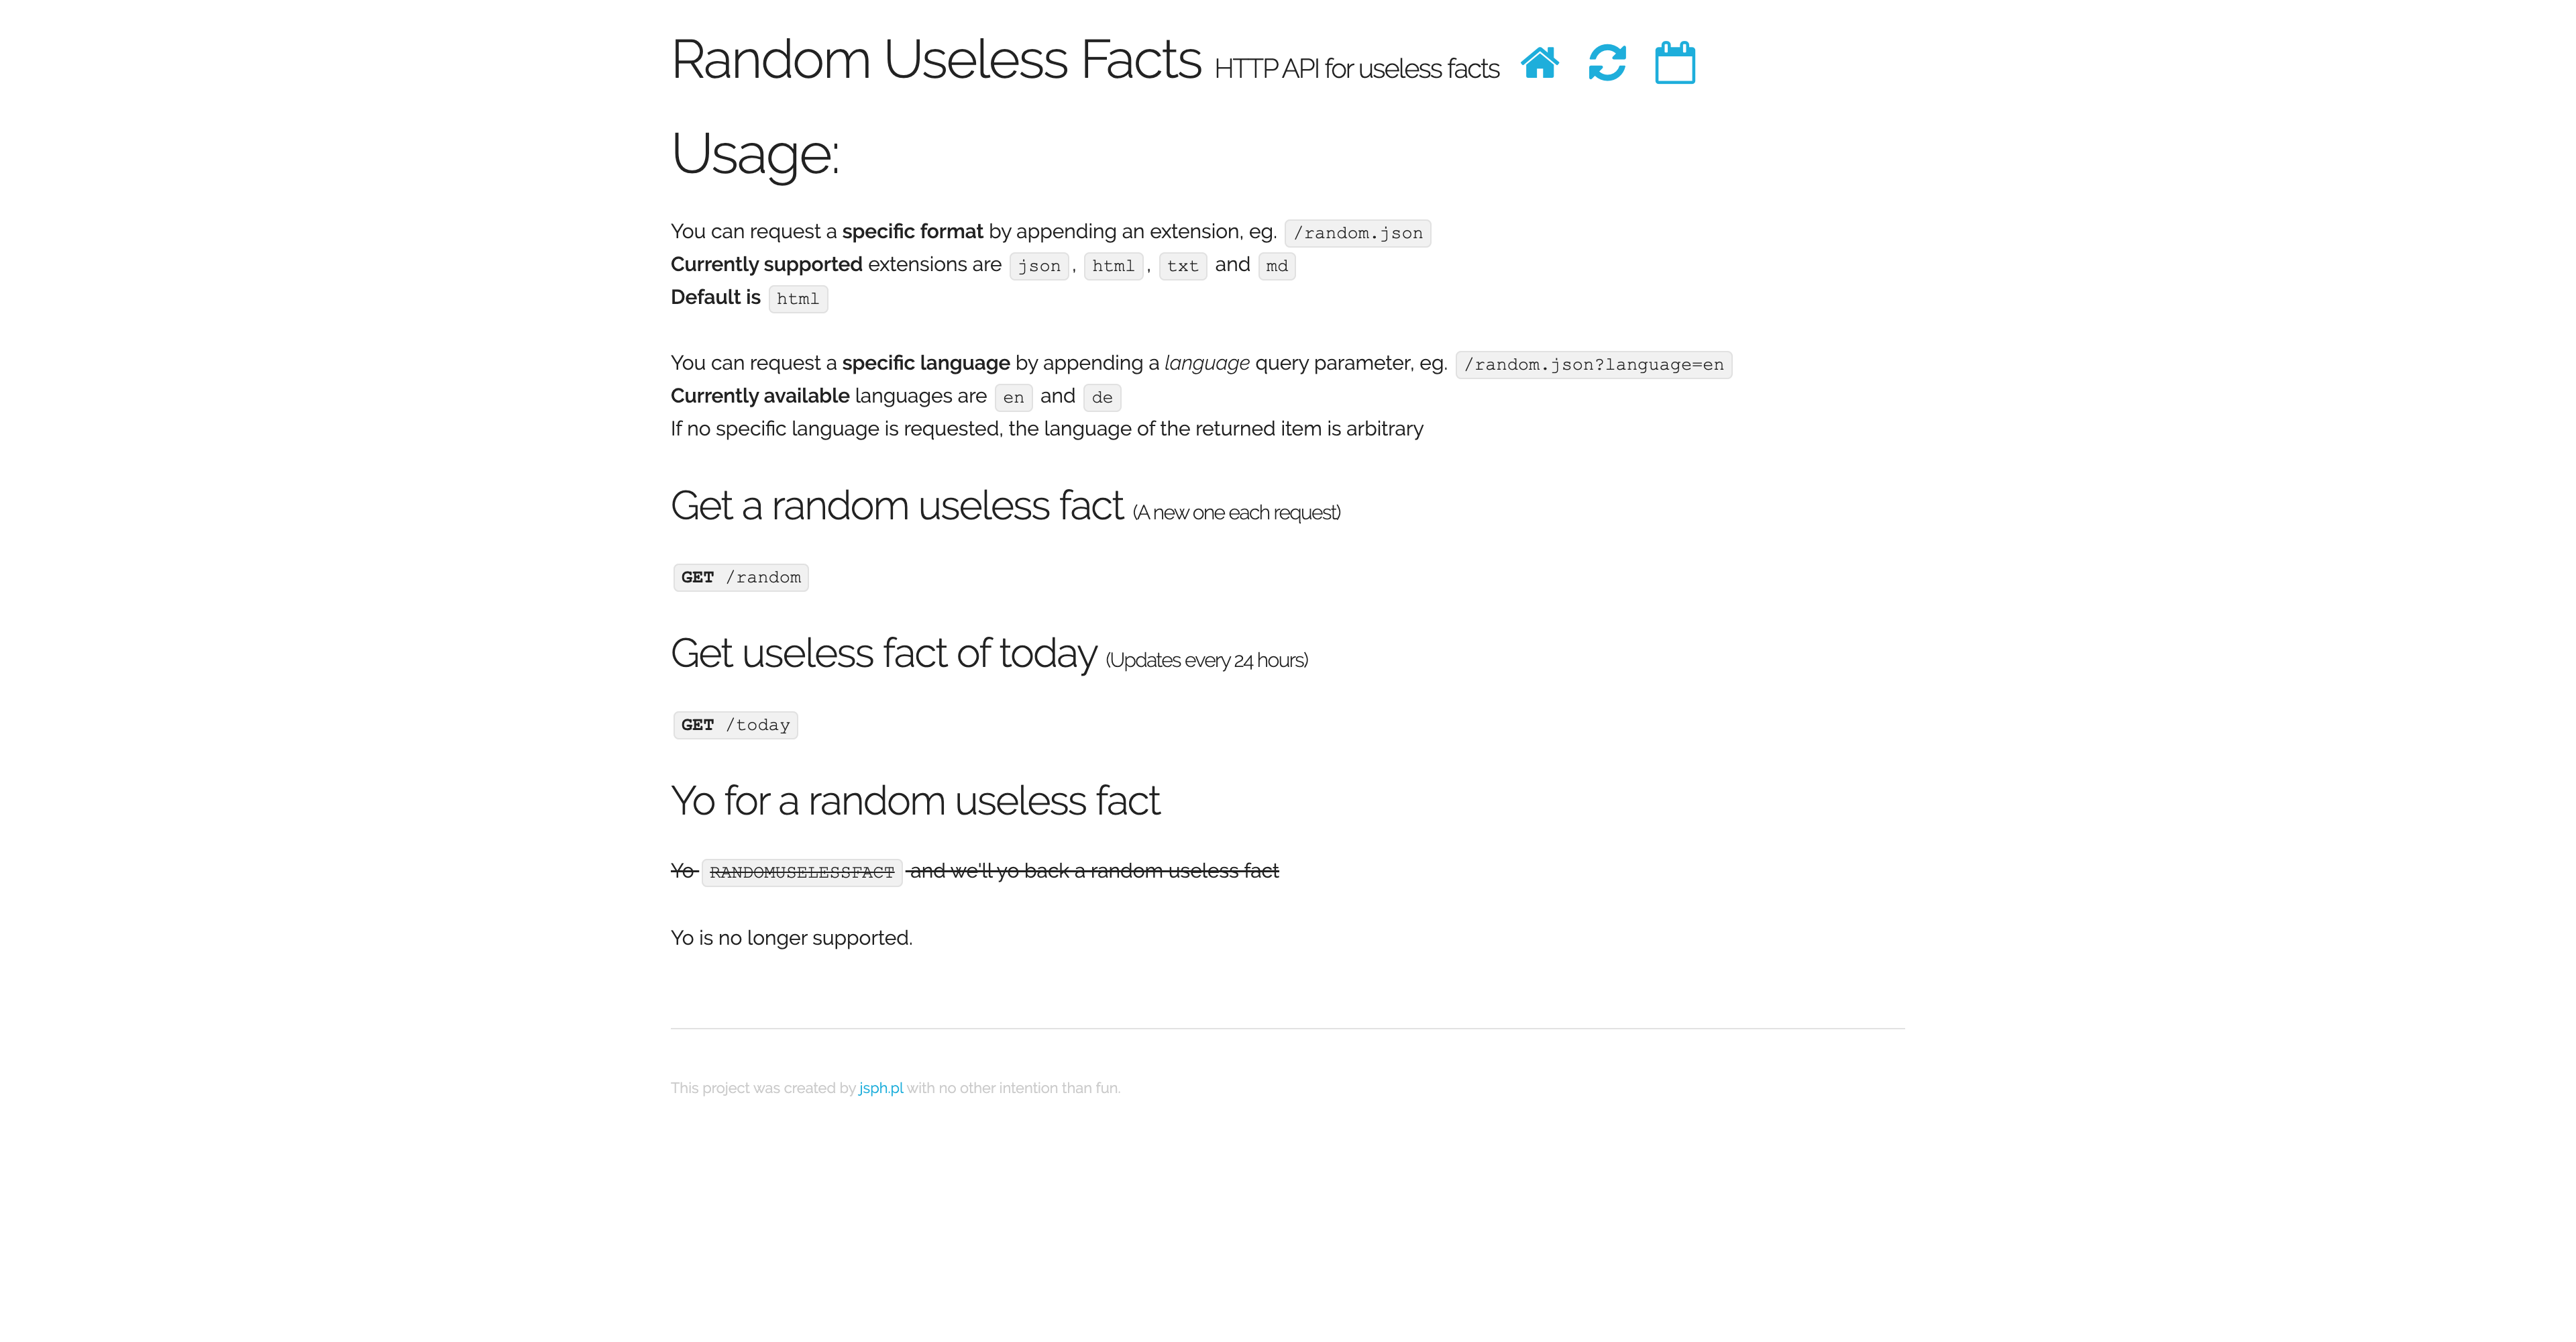 Random Useless Facts HTTP API for useless facts
Usage:
You can request a specific format by appending an extension, eg. /random.json
Currently supported extensions are json, html, txt and md
Default is html
You can request a specific language by appending a language query parameter, eg. /random.json?language=en
Currently available languages are en and de
If no specific language is requested, the language of the returned item is arbitrary
Get a random useless fact (A new one each request)
GET /random
Get useless fact of today (Updates every 24 hours)
GET /today
Yo for a random useless fact
Yo RANDOMUSELESSFACT and we'll yo back a random useless fact
Yo is no longer supported.
This project was created by jsph.pl with no other intention than fun.